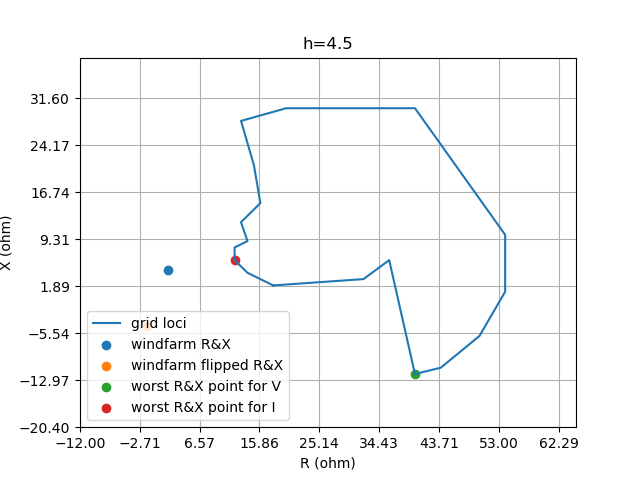 h=4.5
31.60
24.17
16.74
9.31
1.89
−5.54
−12.97
−20.40
X (ohm)
grid loci
windfarm R&X
windfarm flipped R&X
worst R&X point for V
worst R&X point for I
−12.00 −2.71 6.57 15.86 25.14 34.43 43.71 53.00 62.29
R (ohm)